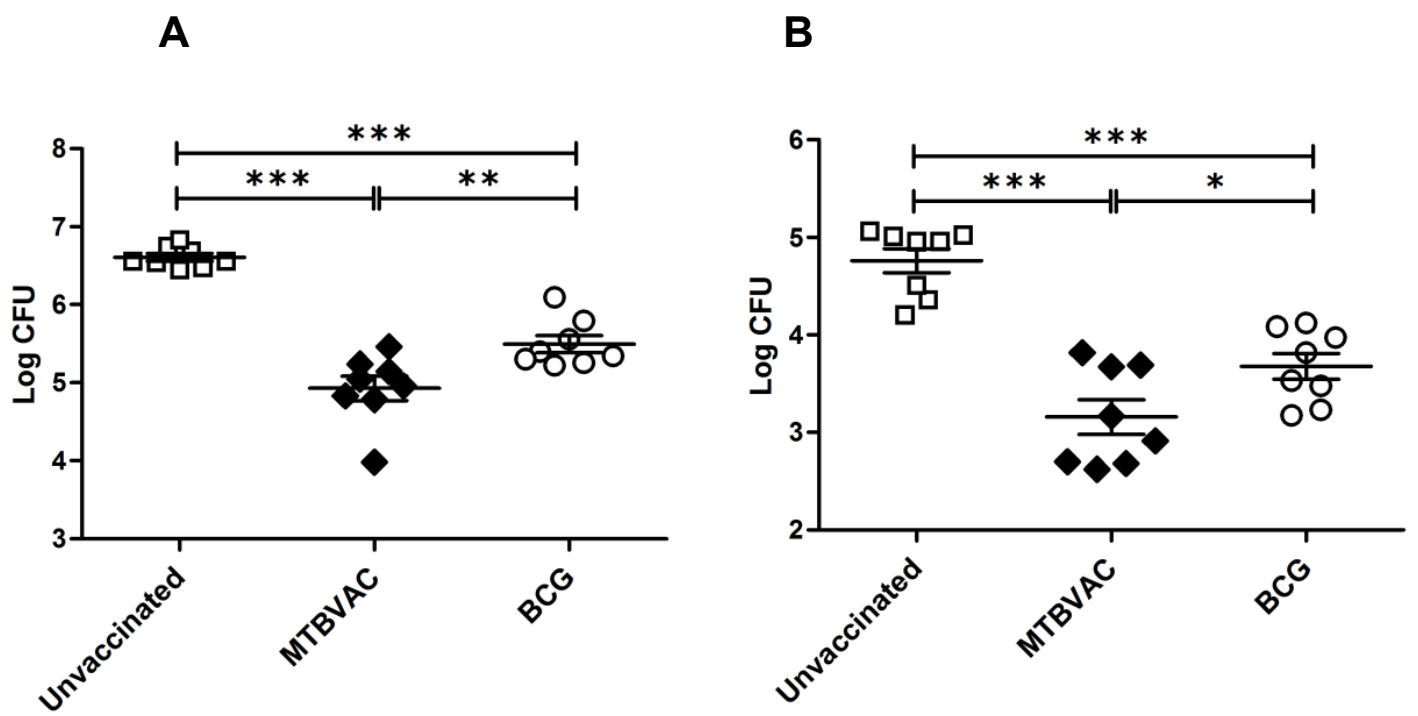 A
Log CFU
8
7
6
5
4
3
***
***
**
Unvaccinated
MTBVAC
BCG
B
Log CFU
6
5
4
3
2
***
***
*
Unvaccinated
MTBVAC
BCG